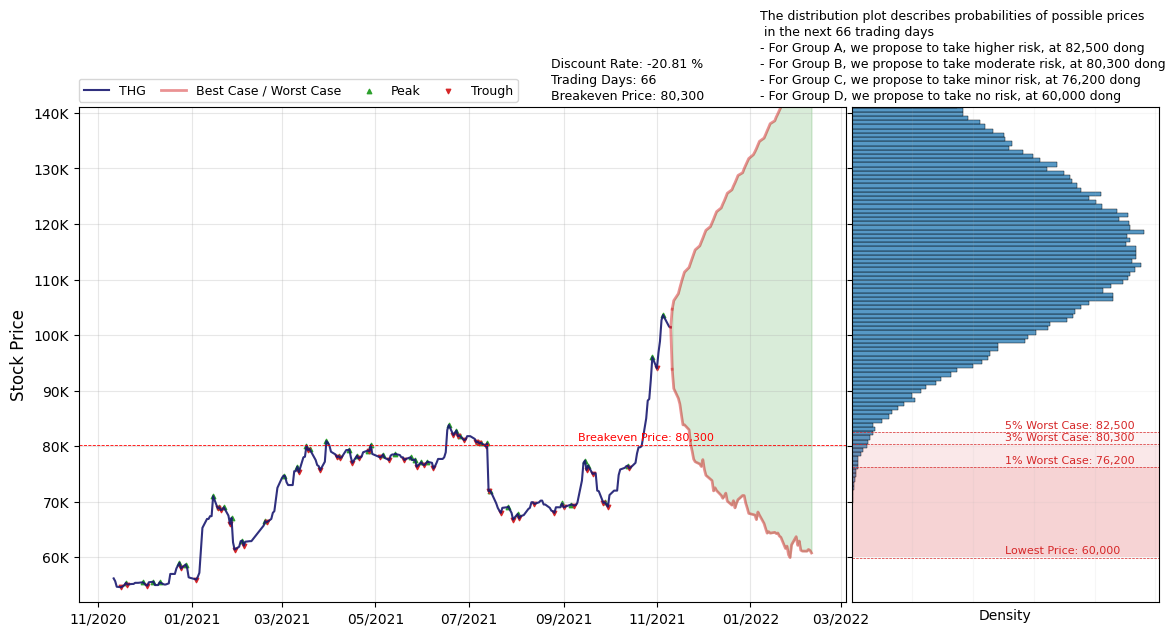 The distribution plot describes probabilities of possible prices
in the next 66 trading days
- For Group A, we propose to take higher risk, at 82,500 dong
- For Group B, we propose to take moderate risk, at 80,300 dong
- For Group C, we propose to take minor risk, at 76,200 dong
- For Group D, we propose to take no risk, at 60,000 dong
Discount Rate: -20.81 %
Trading Days: 66
Breakeven Price: 80,300
THG
Best Case / Worst Case
Peak
Trough
140K
130K
120K
110K
100K
90K
80K
70K
60K
Stock Price
Breakeven Price: 80,300
5% Worst Case: 82,500
3% Worst Case: 80,300
1% Worst Case: 76,200
Lowest Price: 60,000
11/2020
01/2021
03/2021
05/2021
07/2021
09/2021
11/2021
01/2022
03/2022
Density